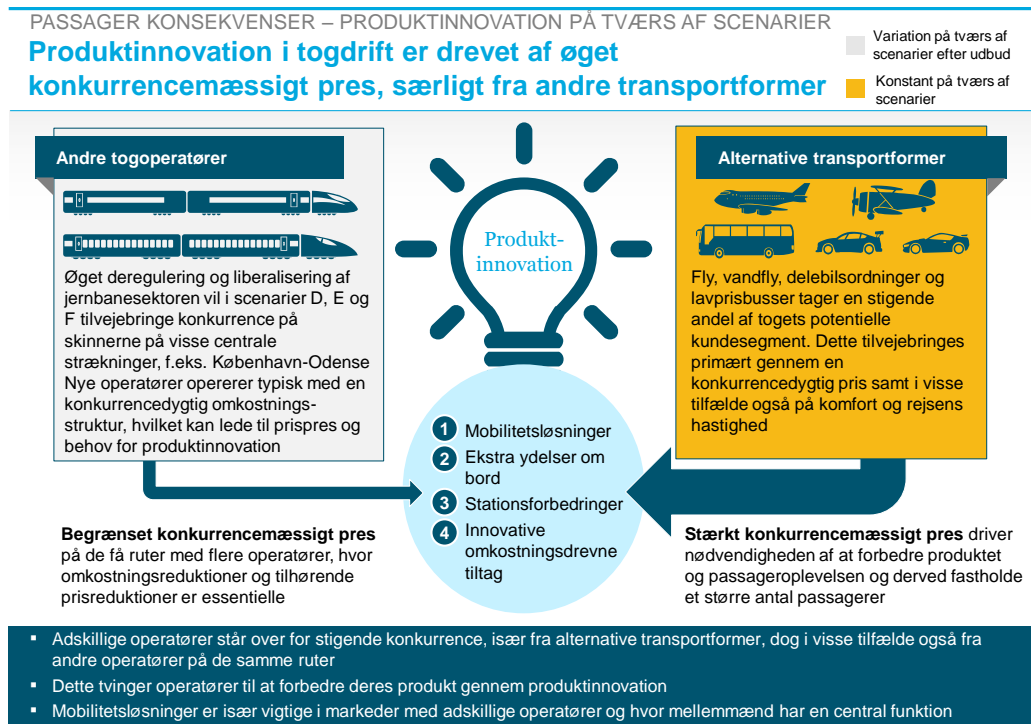 PASSAGER KONSEKVENSER – PRODUKTINNOVATION PÅ TVÆRS AF SCENARIER
Produktinnovation i togdrift er drevet af øget
konkurrencemæssigt pres, særligt fra andre transportformer
Variation på tværs af
scenarier efter udbud
Konstant på tværs af
scenarier
Andre togoperatører
Øget deregulering og liberalisering af
jernbanesektoren vil i scenarier D, E og
F tilvejebringe konkurrence på
skinnerne på visse centrale
strækninger, f.eks. København-Odense
Nye operatører opererer typisk med en
konkurrencedygtig omkostnings-
struktur, hvilket kan lede til prispres og
behov for produktinnovation
Produkt-
innovation
Alternative transportformer
Fly, vandfly, delebilsordninger og
lavprisbusser tager en stigende
andel af togets potentielle
kundesegment. Dette tilvejebringes
primært gennem en
konkurrencedygtig pris samt i visse
tilfælde også på komfort og rejsens
hastighed
1 Mobilitetsløsninger
2 Ekstra ydelser om
bord
3 Stationsforbedringer
4 Innovative
omkostningsdrevne
tiltag
Begrænset konkurrencemæssigt pres
på de få ruter med flere operatører, hvor
omkostningsreduktioner og tilhørende
prisreduktioner er essentielle
Stærkt konkurrencemæssigt pres driver
nødvendigheden af at forbedre produktet
og passageroplevelsen og derved fastholde
et større antal passagerer
▪ Adskillige operatører står over for stigende konkurrence, især fra alternative transportformer, dog i visse tilfælde også fra
andre operatører på de samme ruter
▪ Dette tvinger operatører til at forbedre deres produkt gennem produktinnovation
▪ Mobilitetsløsninger er især vigtige i markeder med adskillige operatører og hvor mellemmænd har en central funktion